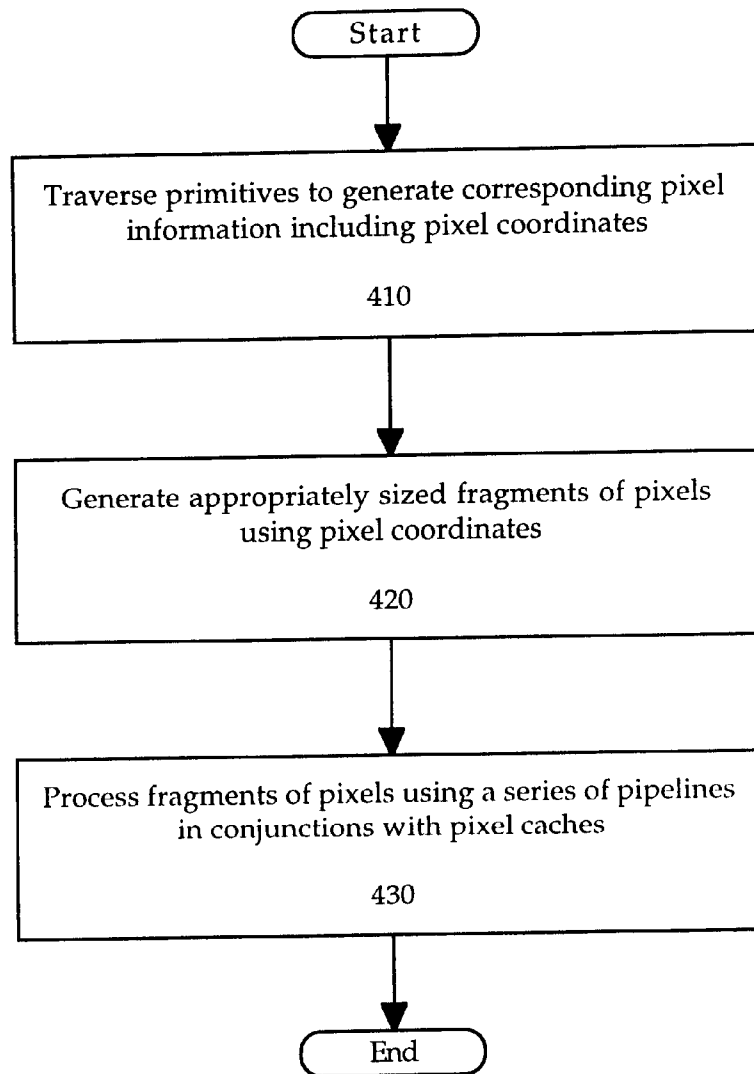 Start
Traverse primitives to generate corresponding pixel
information including pixel coordinates
410
Generate appropriately sized fragments of pixels
using pixel coordinates
420
Process fragments of pixels using a series of pipelines
in conjunctions with pixel caches
430
End